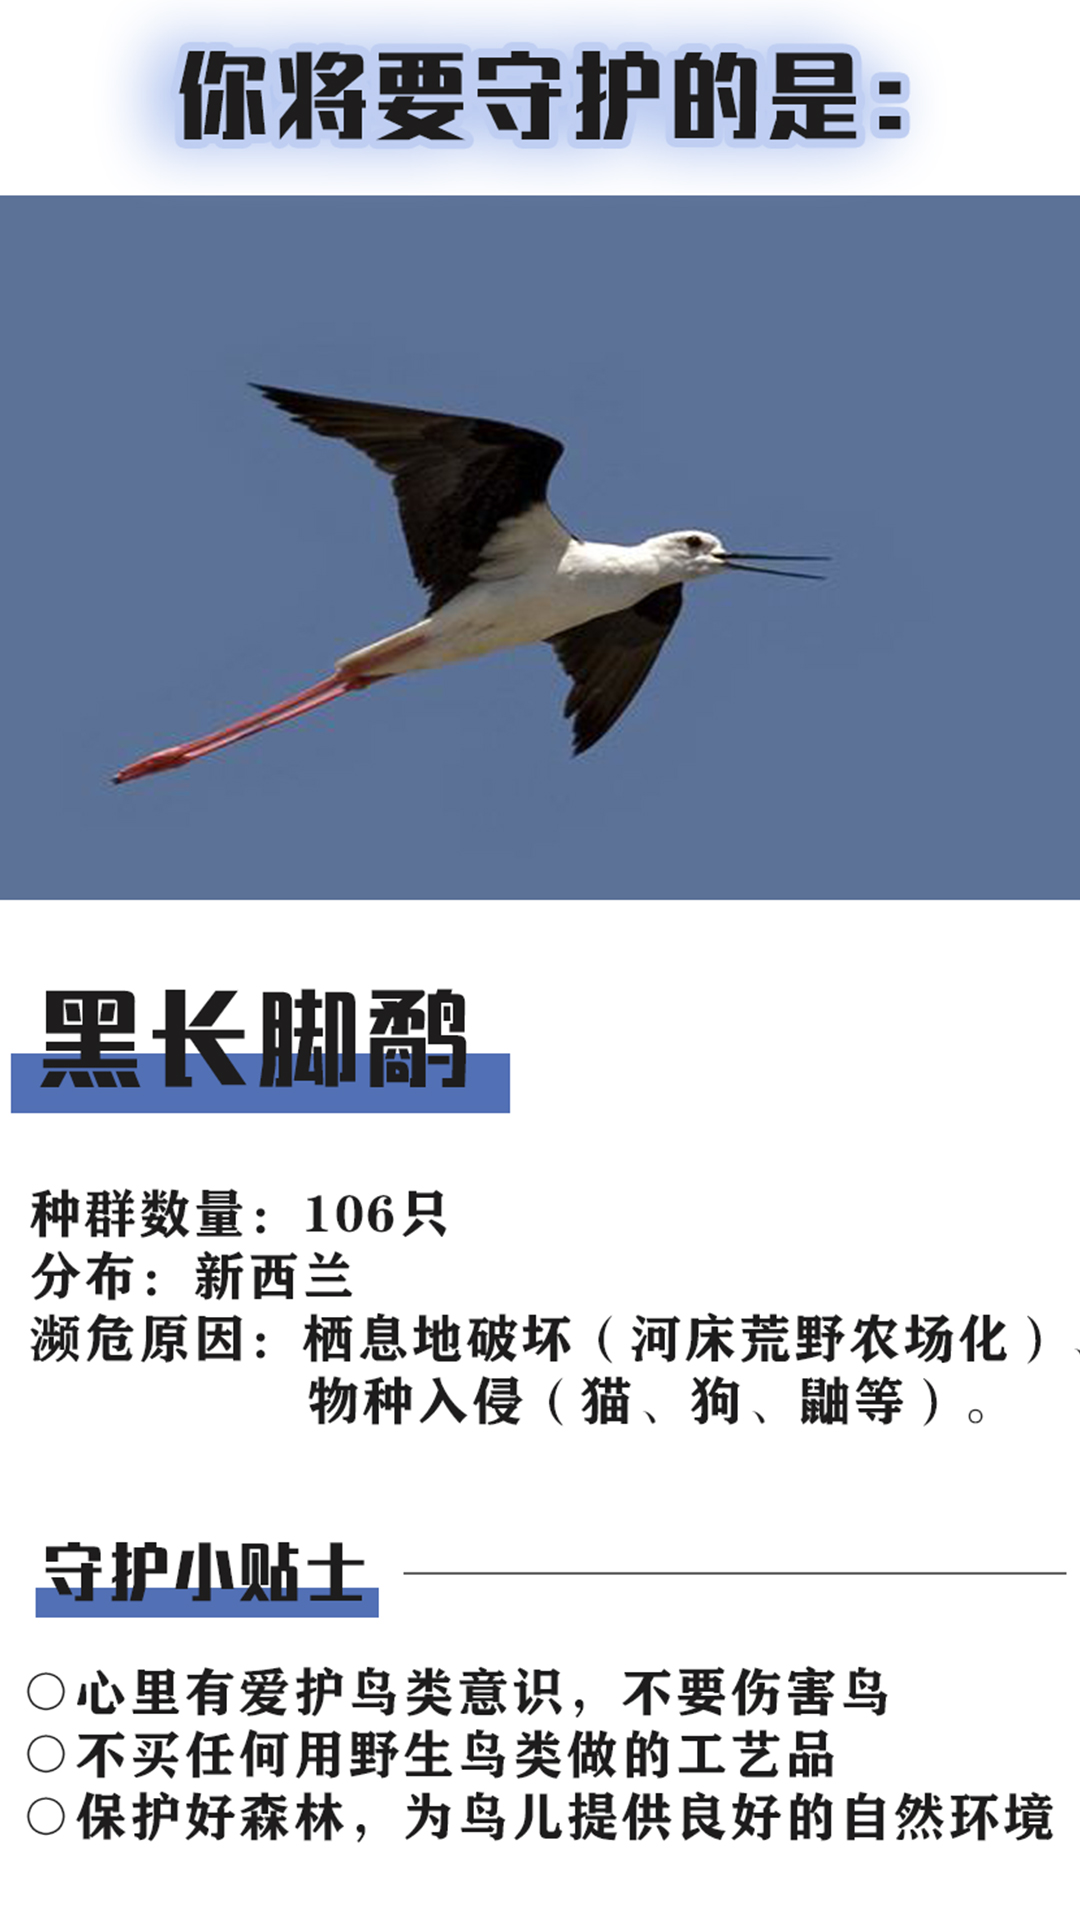 你将要守护的是：
黑长脚鹬
种群数量：106只
分布：新西兰
濒危原因：栖息地破坏（河床荒野农场化）、
物种入侵（猫、狗、鼬等）。
守护小贴士
○心里有爱护鸟类意识，不要伤害鸟
○不买任何用野生鸟类做的工艺品
○保护好森林，为鸟儿提供良好的自然环境